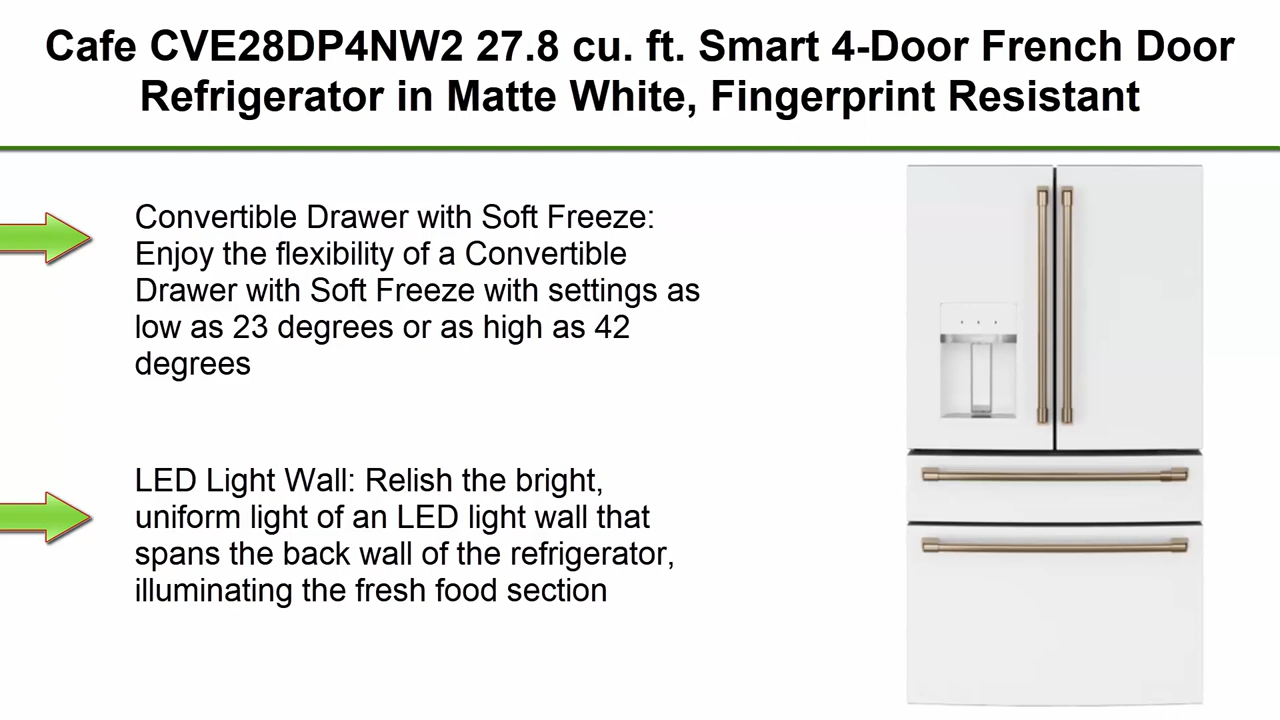 Cafe CVE28DP4NW2 27.8 cu. ft. Smart 4-Door French Door
Refrigerator in Matte White, Fingerprint Resistant
Convertible Drawer with Soft Freeze:
Enjoy the flexibility of a Convertible
Drawer with Soft Freeze with settings as
low as 23 degrees or as high as 42
degrees
LED Light Wall: Relish the bright,
uniform light of an LED light wall that
spans the back wall of the refrigerator,
illuminating the fresh food section